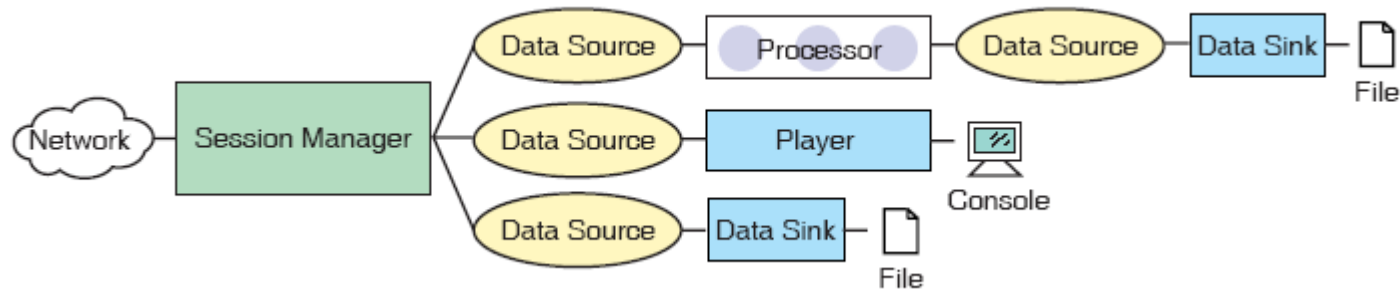 Data Source
Processor
Data Source
Data Sink
File
Network
Session Manager
Data Source
Player
Console
Data Source
Data Sink
File